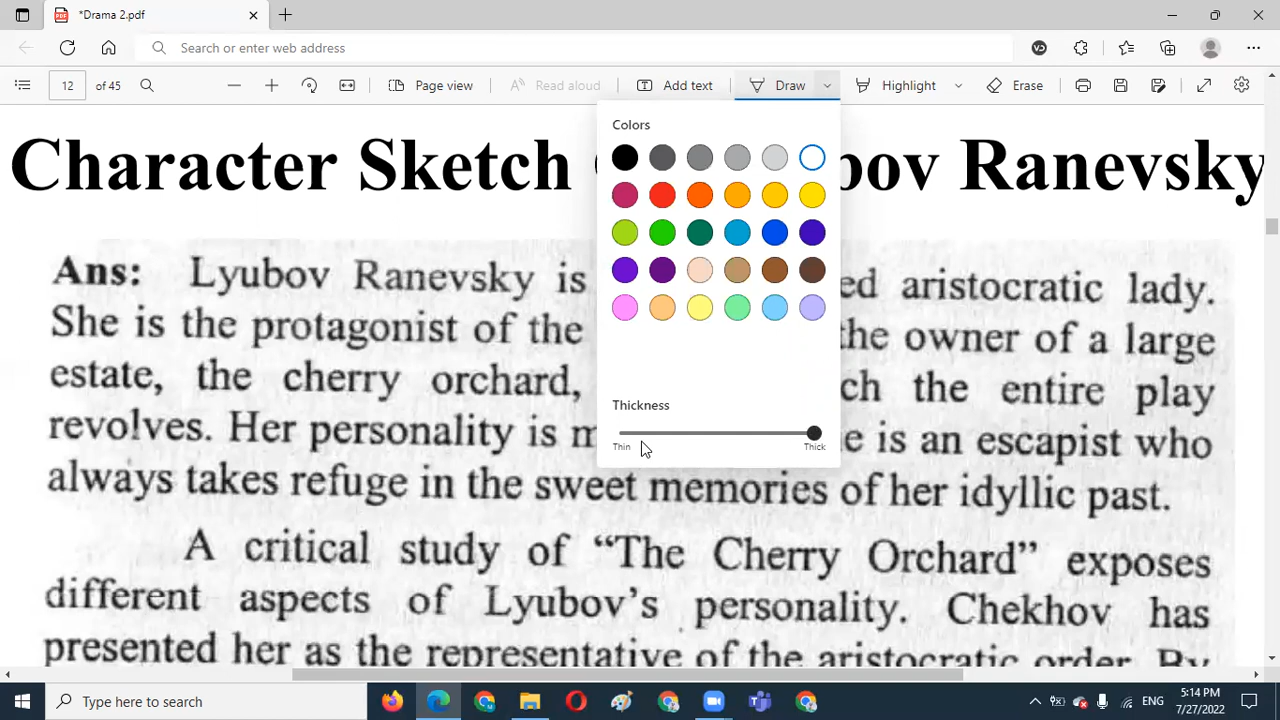 *Drama 2.pdf
Search or enter web address
12 of 45
Page view
Read aloud
Add text
Draw
Highlight
Erase
Colors
Thickness
Thin
Thick
Character Sketch bov Ranevsky
Ans: Lyubov Ranevsky is ed aristocratic lady.
She is the protagonist of the the owner of a large
estate, the cherry orchard, ch the entire play
revolves. Her personality is m e is an escapist who
always takes refuge in the sweet memories of her idyllic past.
A critical study of “The Cherry Orchard” exposes
different aspects of Lyubov’s personality. Chekhov has
presented her as the representative of the aristocratic order. By
Type here to search
ENG
5:14 PM
7/27/2022